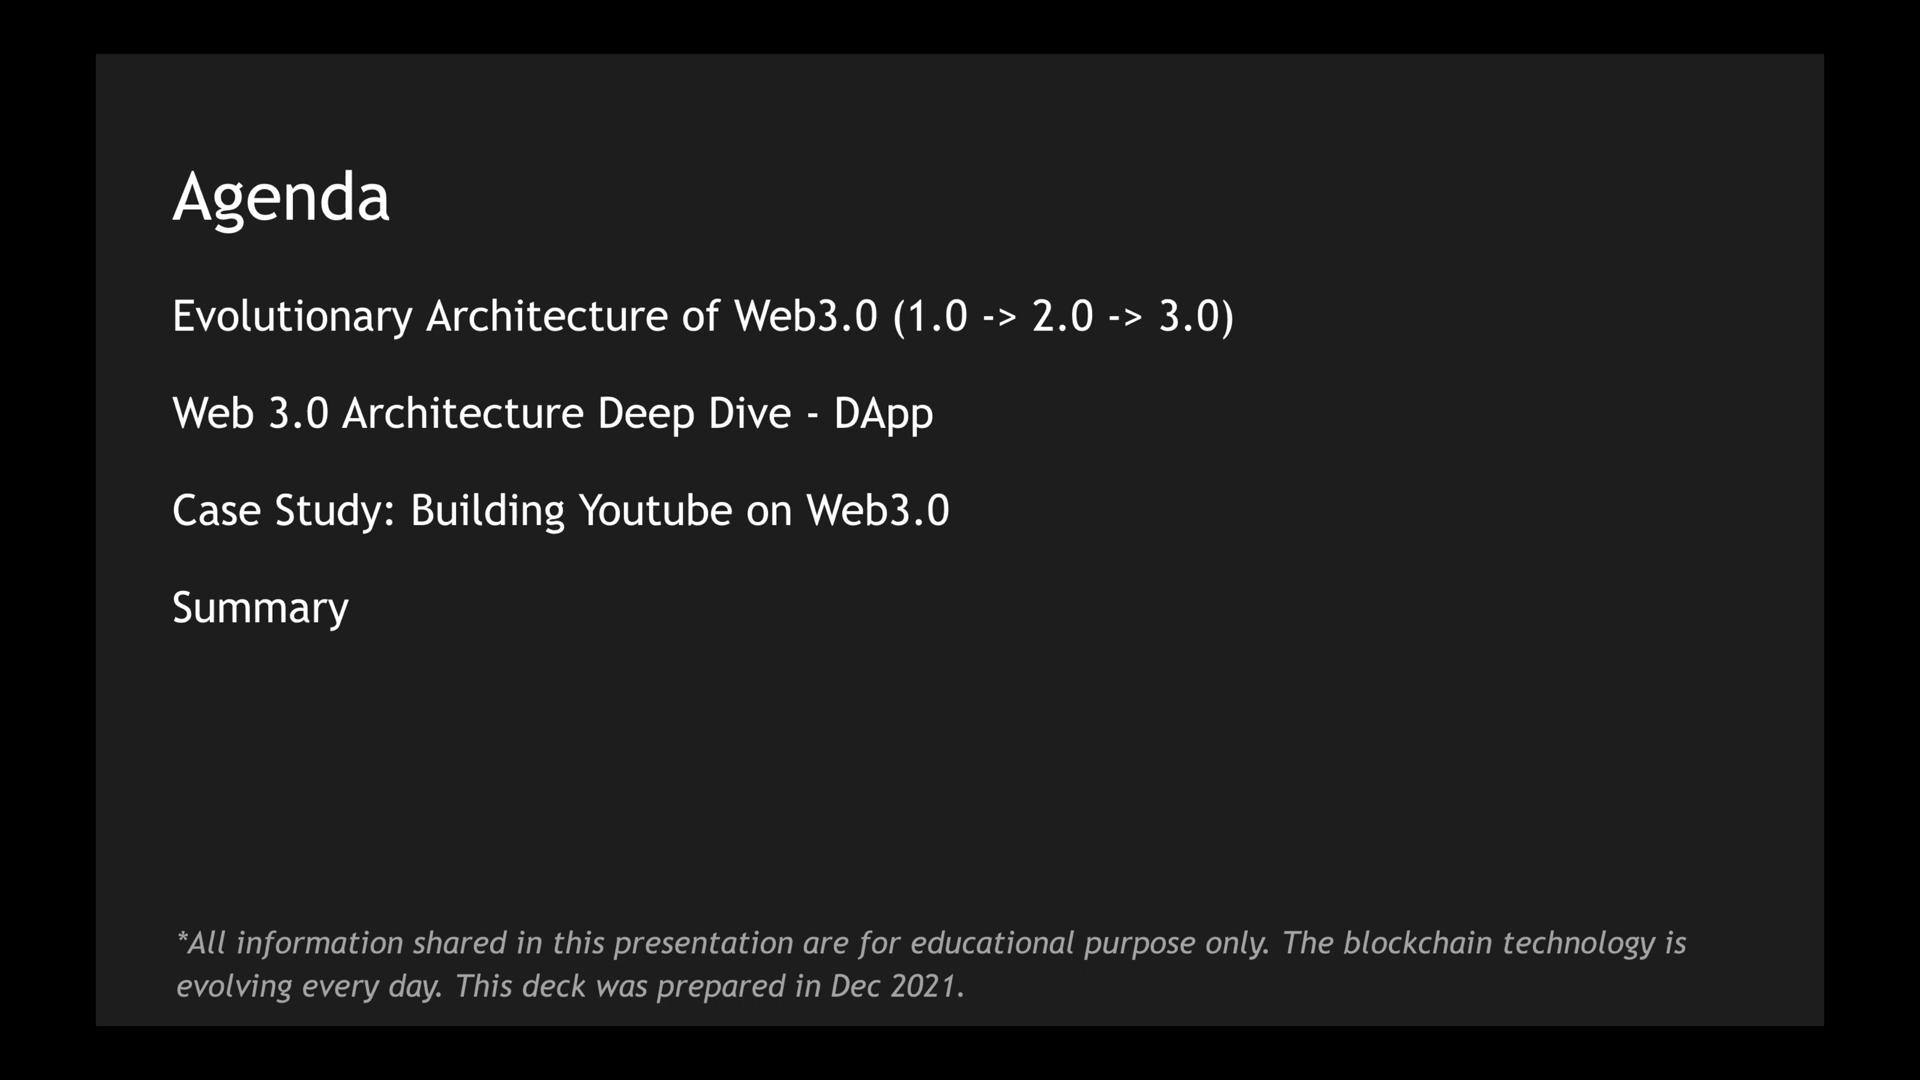 Agenda
Evolutionary Architecture of Web3.0 (1.0 -> 2.0 -> 3.0)
Web 3.0 Architecture Deep Dive - DApp
Case Study: Building Youtube on Web3.0
Summary
*All information shared in this presentation are for educational purpose only. The blockchain technology is
evolving every day. This deck was prepared in Dec 2021.